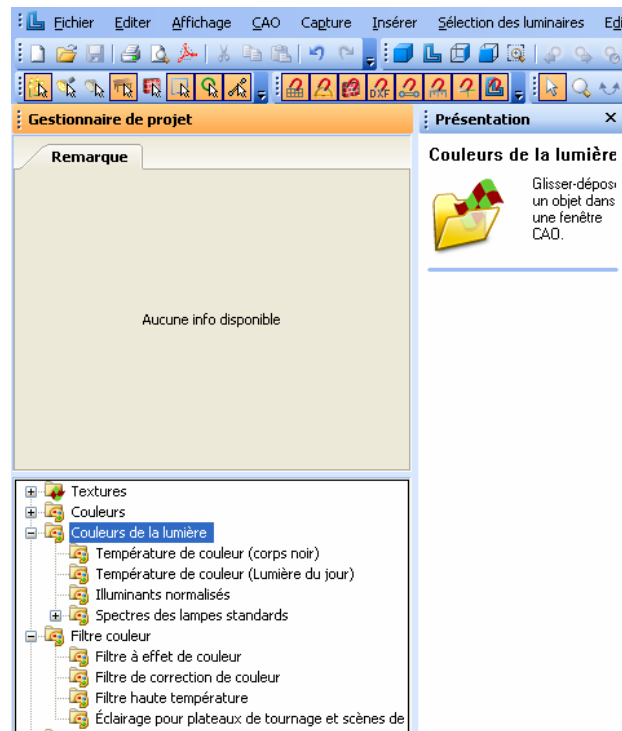 Fichier Editer Affichage CAO Capture Insérer Sélection des luminaires
DXF
Gestionnaire de projet
Présentation
Remarque
Couleurs de la lumière
Glisser-dépos
un objet dans
une fenêtre
CAO.
Aucune info disponible
Textures
Couleurs
Couleurs de la lumière
Température de couleur (corps noir)
Température de couleur (Lumière du jour)
Illuminants normalisés
Spectres des lampes standards
Filtre couleur
Filtre à effet de couleur
Filtre de correction de couleur
Filtre haute température
Éclairage pour plateaux de tournage et scènes de